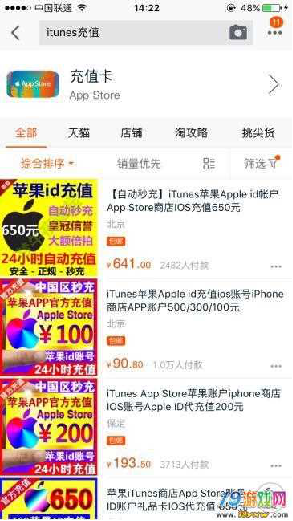 中国联通
14:22
48%
itunes充值
11
充值卡
App Store
App Store
全部
天猫
店铺
淘攻略
挑尖货
综合排序
销量优先
筛选
苹果id充值
650元
自动秒充
皇冠信誉
大额倍拍
24小时自动充值
安全-正规-秒充
【自动秒充】iTunes苹果Apple id帐户
App Store商店IOS充值650元
北京
包邮
¥641.00 2482人付款
中国区秒充
苹果APP官方充值
Apple Store
¥100
苹果id账号
24小时充值
iTunes苹果Apple id充值ios账号iPhone
商店APP账户500/300/100元
北京
包邮
¥90.80 1.0万人付款
中国区秒充
苹果APP官方充值
Apple Store
¥200
苹果id账号
24小时充值
iTunes App Store苹果账户iphone商店
IOS账号Apple ID代充值200元
保定
包邮
¥193.50 3713人付款
官方充值
650
苹果iTunes商店App Store账号
ID账户礼品卡IOS代充值 650
游戏网